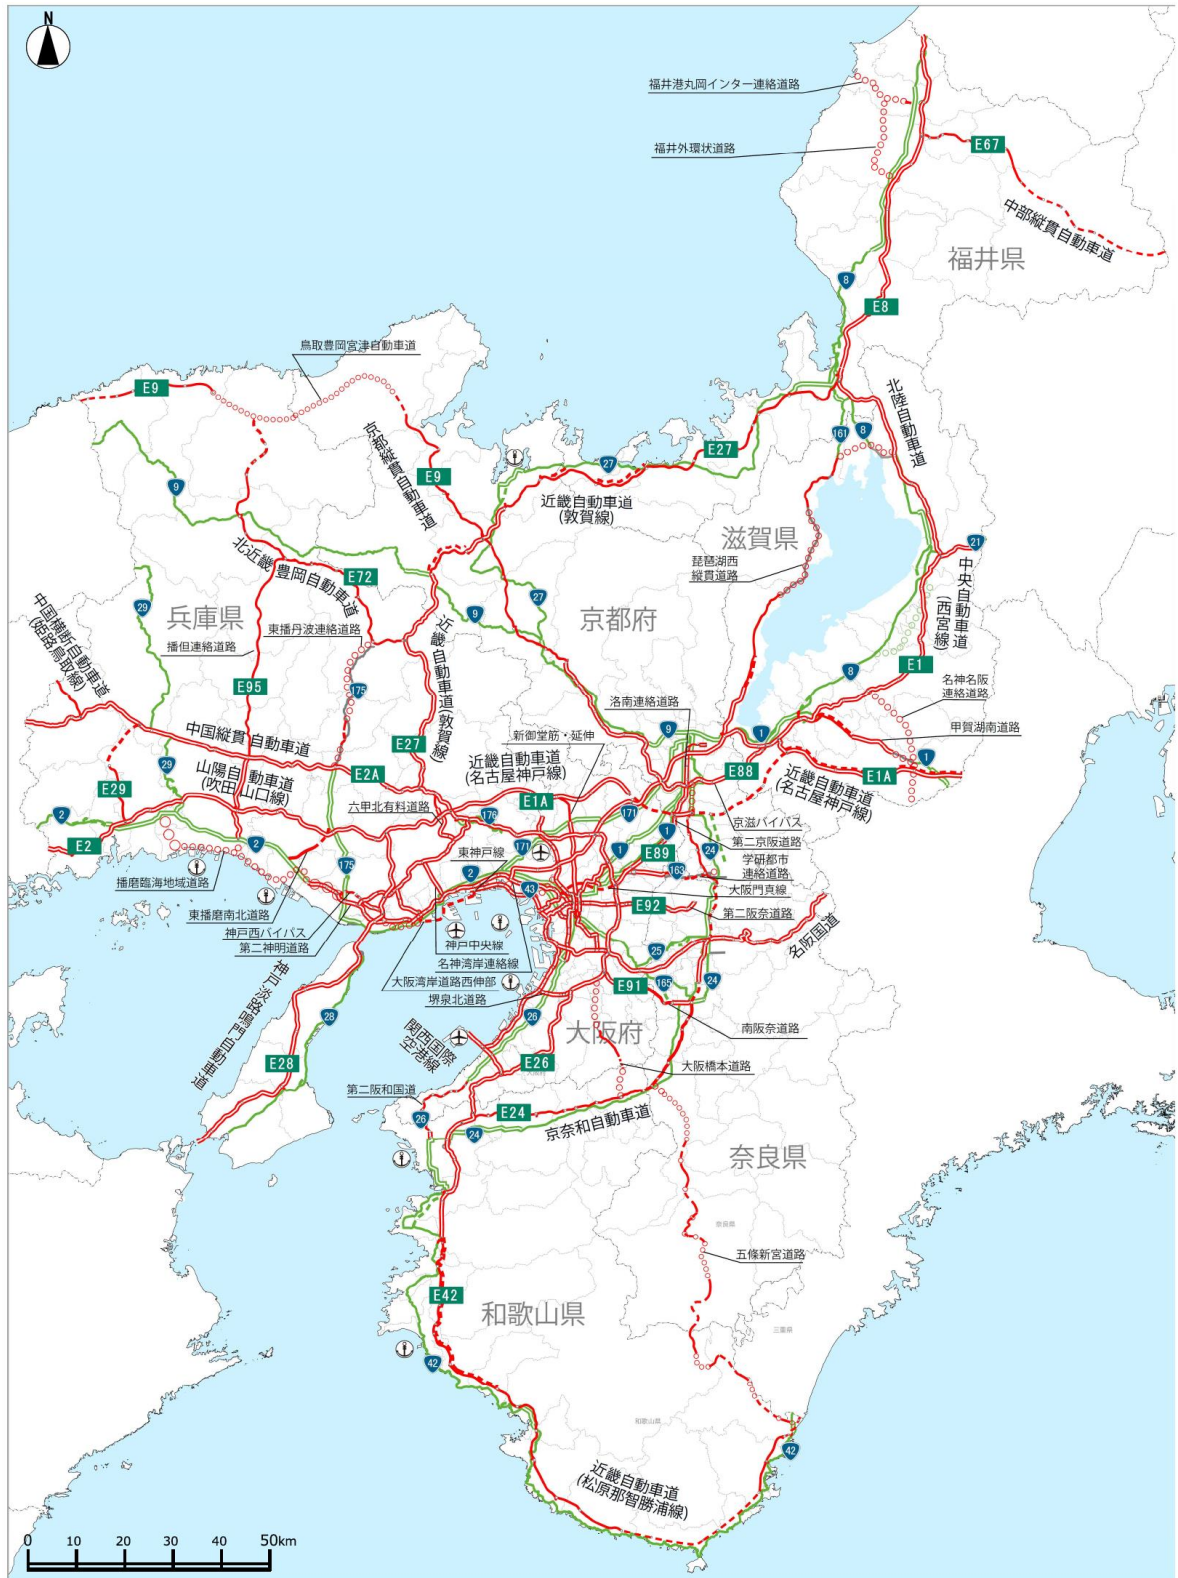 N
福井港丸岡インター連絡道路
福井外環状道路
E67
中部縦貫自動車道
福井県
8
E8
鳥取豊岡宮津自動車道
E9
京都縦貫自動車道
北陸自動車道
161
8
E27
27
E9
9
近畿自動車道
(敦賀線)
滋賀県
21
琵琶湖西
縦貫道路
中央自動車道
(西宮線)
北近畿豊岡自動車道
E72
29
27
9
京都府
兵庫県
中国横断自動車道
(姫路鳥取線)
東播丹波連絡道路
播但連絡道路
近畿自動車道(敦賀線)
E1
8
名神名阪
連絡道路
175
E95
洛南連絡道路
甲賀湖南道路
新御堂筋・延伸
9
1
中国縦貫自動車道
E27
近畿自動車道
(名古屋神戸線)
1
29
山陽自動車道
(吹田山口線)
E2A
E88
E1A
近畿自動車道
(名古屋神戸線)
E29
六甲北有料道路
E1A
2
176
171
京滋バイパス
E2
2
171
1
1
第二京阪道路
東神戸線
E89
24
学研都市
連絡道路
175
2
163
播磨臨海地域道路
43
大阪門真線
東播磨南北道路
E92
第二阪奈道路
神戸西バイパス
第二神明道路
神戸中央線
名阪国道
名神湾岸連絡線
25
大阪湾岸道路西伸部
E91
165
24
堺泉北道路
神戸淡路鳴門自動車道
28
26
大阪府
南阪奈道路
関西国際
空港線
E28
E26
大阪橋本道路
第二阪和国道
26
E24
24
京奈和自動車道
奈良県
奈良県
五條新宮道路
E42
和歌山県
三重県
42
和歌山県
42
近畿自動車道
(松原那智勝浦線)
0 10 20 30 40 50km